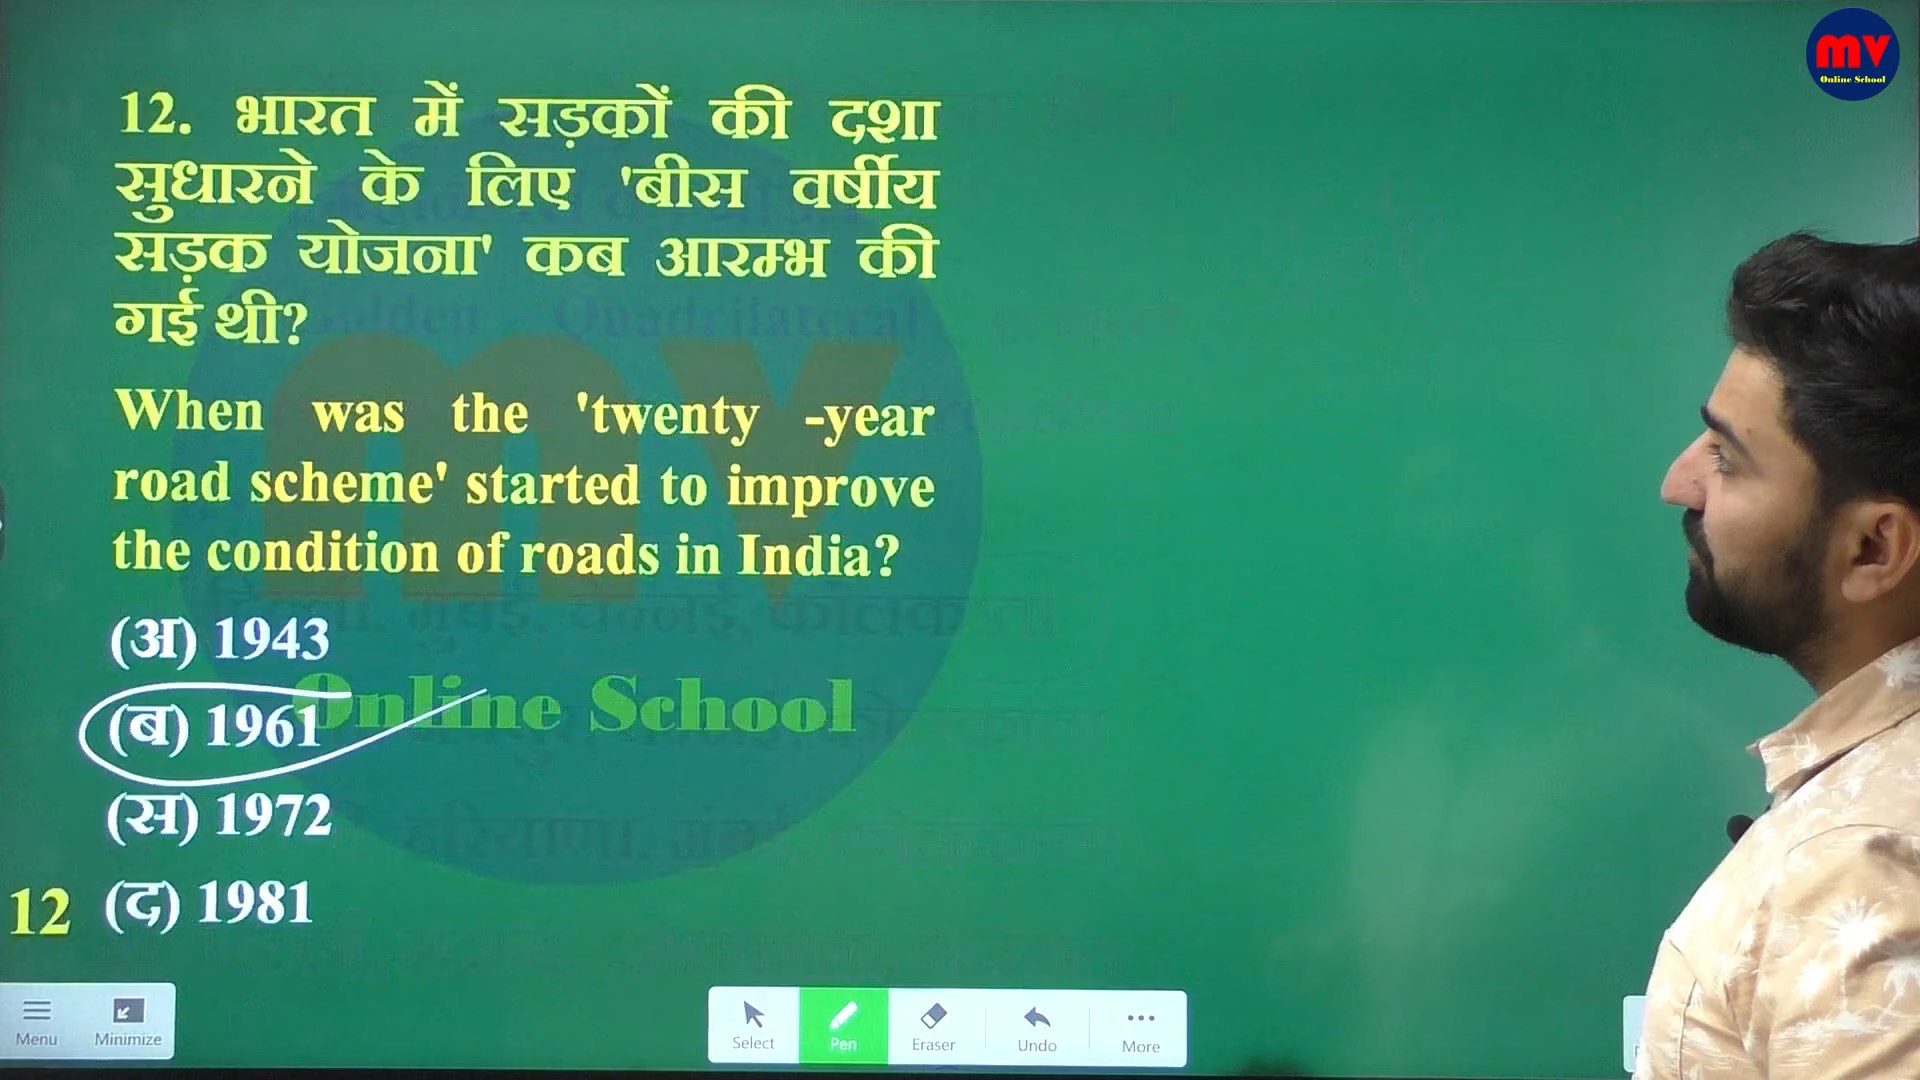 mv
Online School
12. भारत में सड़कों की दशा
सुधारने के लिए 'बीस वर्षीय
सड़क योजना' कब आरम्भ की
गई थी?
When was the 'twenty -year
road scheme' started to improve
the condition of roads in India?
(अ) 1943
(ब) 1961
(स) 1972
(द) 1981
12
mv
Online School
Menu
Minimize
Select
Pen
Eraser
Undo
More